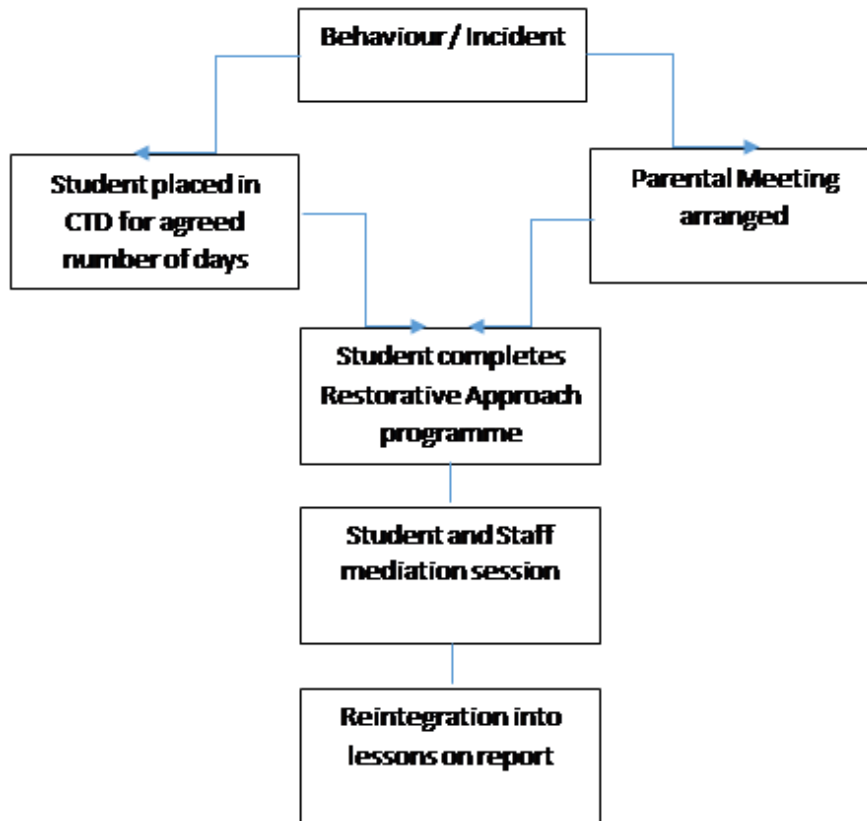 Behaviour / Incident
Student placed in
CTD for agreed
number of days
Parental Meeting
arranged
Student completes
Restorative Approach
programme
Student and Staff
mediation session
Reintegration into
lessons on report